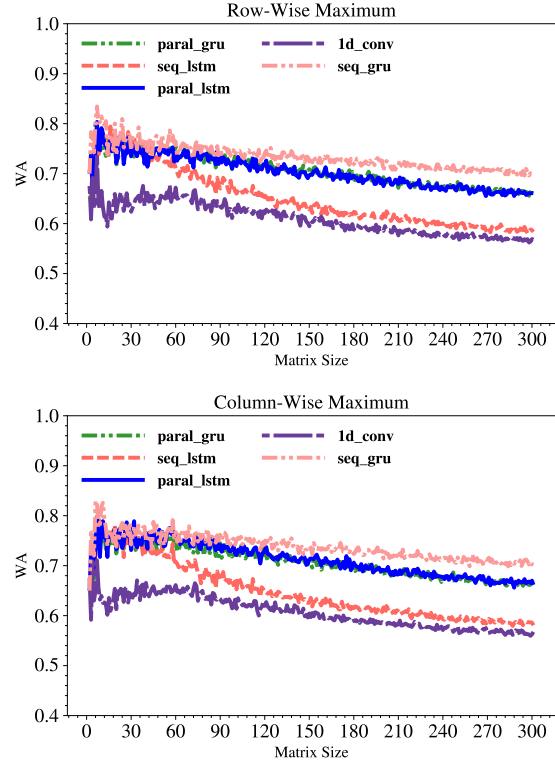 Row-Wise Maximum
1.0
0.9
0.8
0.7
0.6
0.5
0.4
WA
paral_gru
seq_lstm
paral_lstm
1d_conv
seq_gru
0 30 60 90 120 150 180 210 240 270 300
Matrix Size
Column-Wise Maximum
1.0
0.9
0.8
0.7
0.6
0.5
0.4
WA
paral_gru
seq_lstm
paral_lstm
1d_conv
seq_gru
0 30 60 90 120 150 180 210 240 270 300
Matrix Size